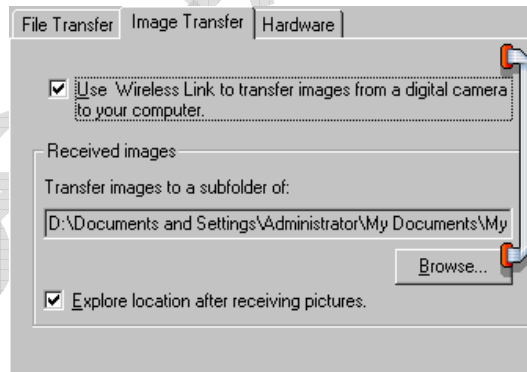 File Transfer Image Transfer Hardware
Use Wireless Link to transfer images from a digital camera
to your computer.
Received images
Transfer images to a subfolder of:
D:\Documents and Settings\Administrator\My Documents\My
Browse...
Explore location after receiving pictures.